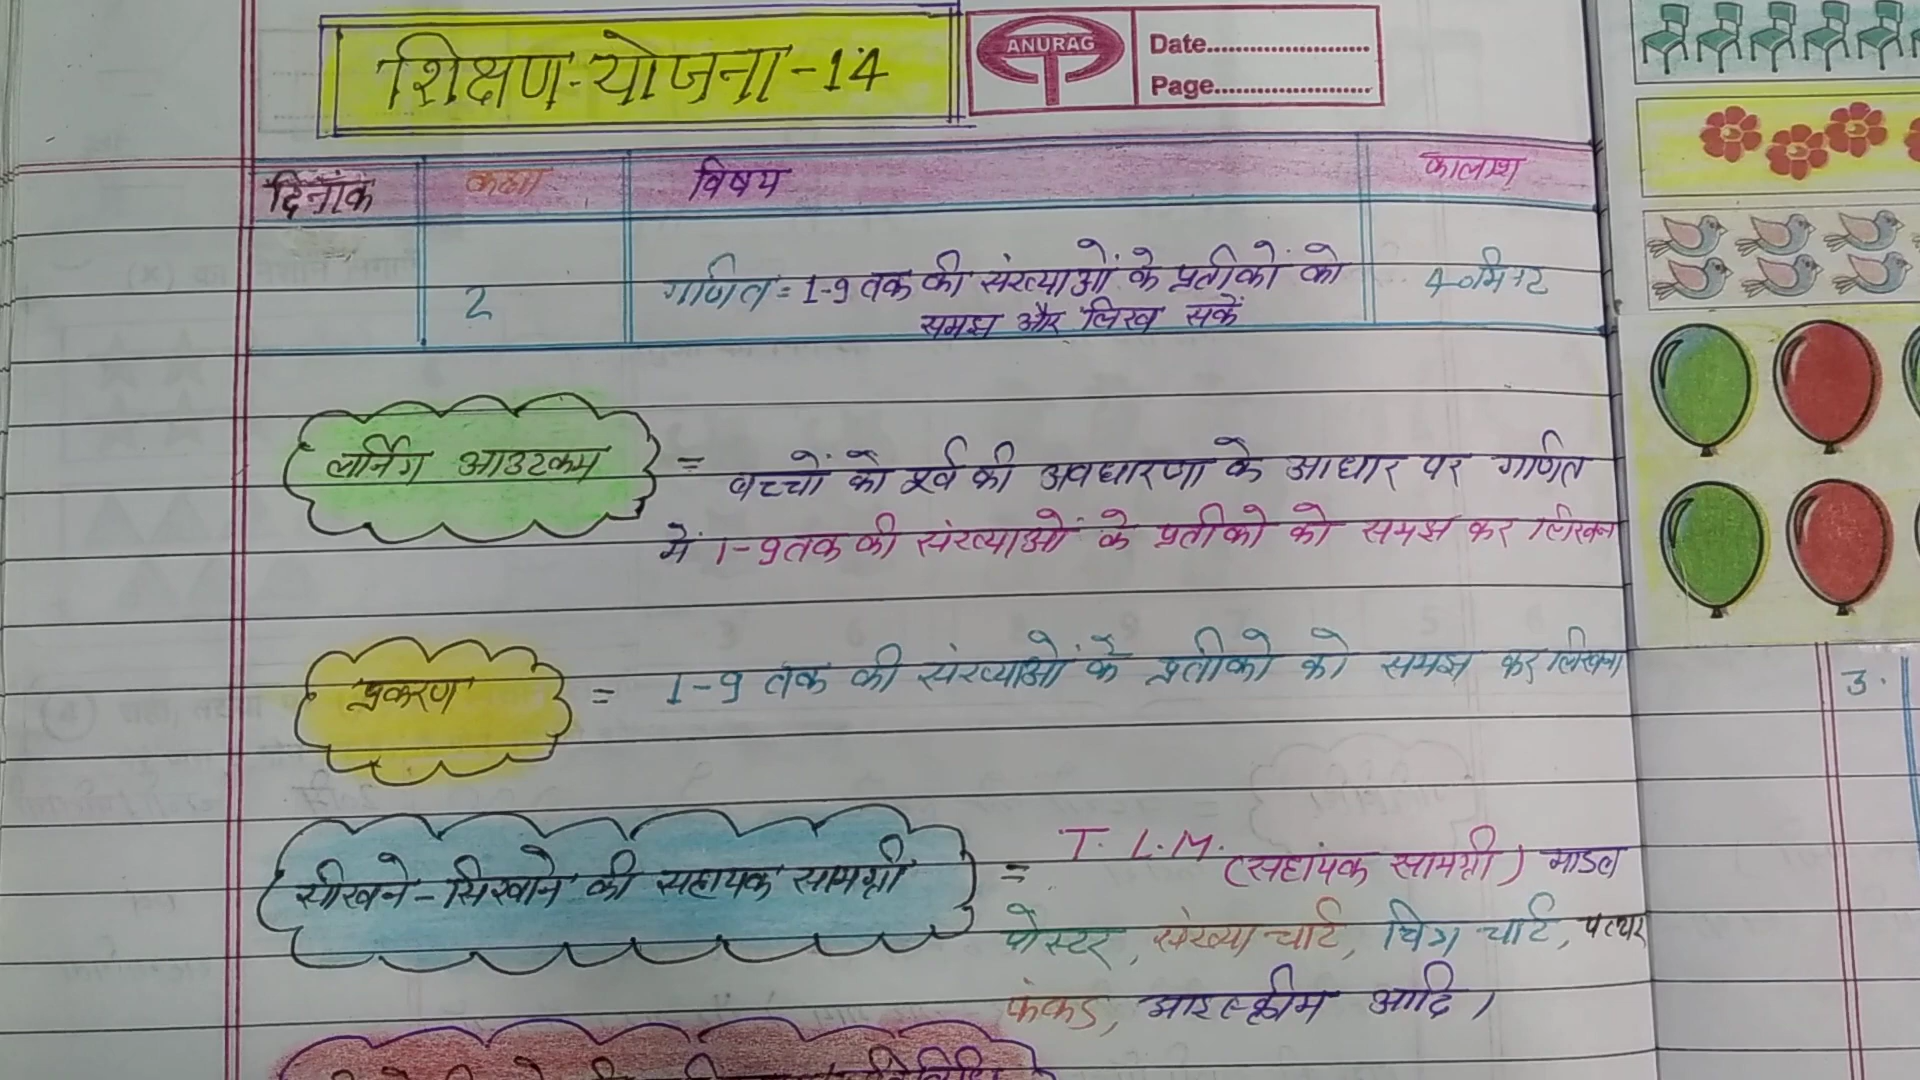 शिक्षण-योजना-14
ANURAG
Date
Page
दिनांक कक्षा विषय कालांश
2 गणित = 1-9 तक की संख्याओं के प्रतीकों को 40 मिनट
समझ और लिख सकें
लर्निंग आउटकम = बच्चों को पूर्व की अवधारणा के आधार पर गणित
में 1-9 तक की संख्याओं के प्रतीको को समझ कर लिखना
प्रकरण = 1-9 तक की संख्याओं के प्रतीको को समझ कर लिखना
सीखने-सिखाने की सहायक सामग्री = T.L.M. (सहायक सामग्री) माडल
पोस्टर, संख्या चार्ट, चित्र चार्ट, पत्थर
कंकड, आइसक्रीम आदि।
3.